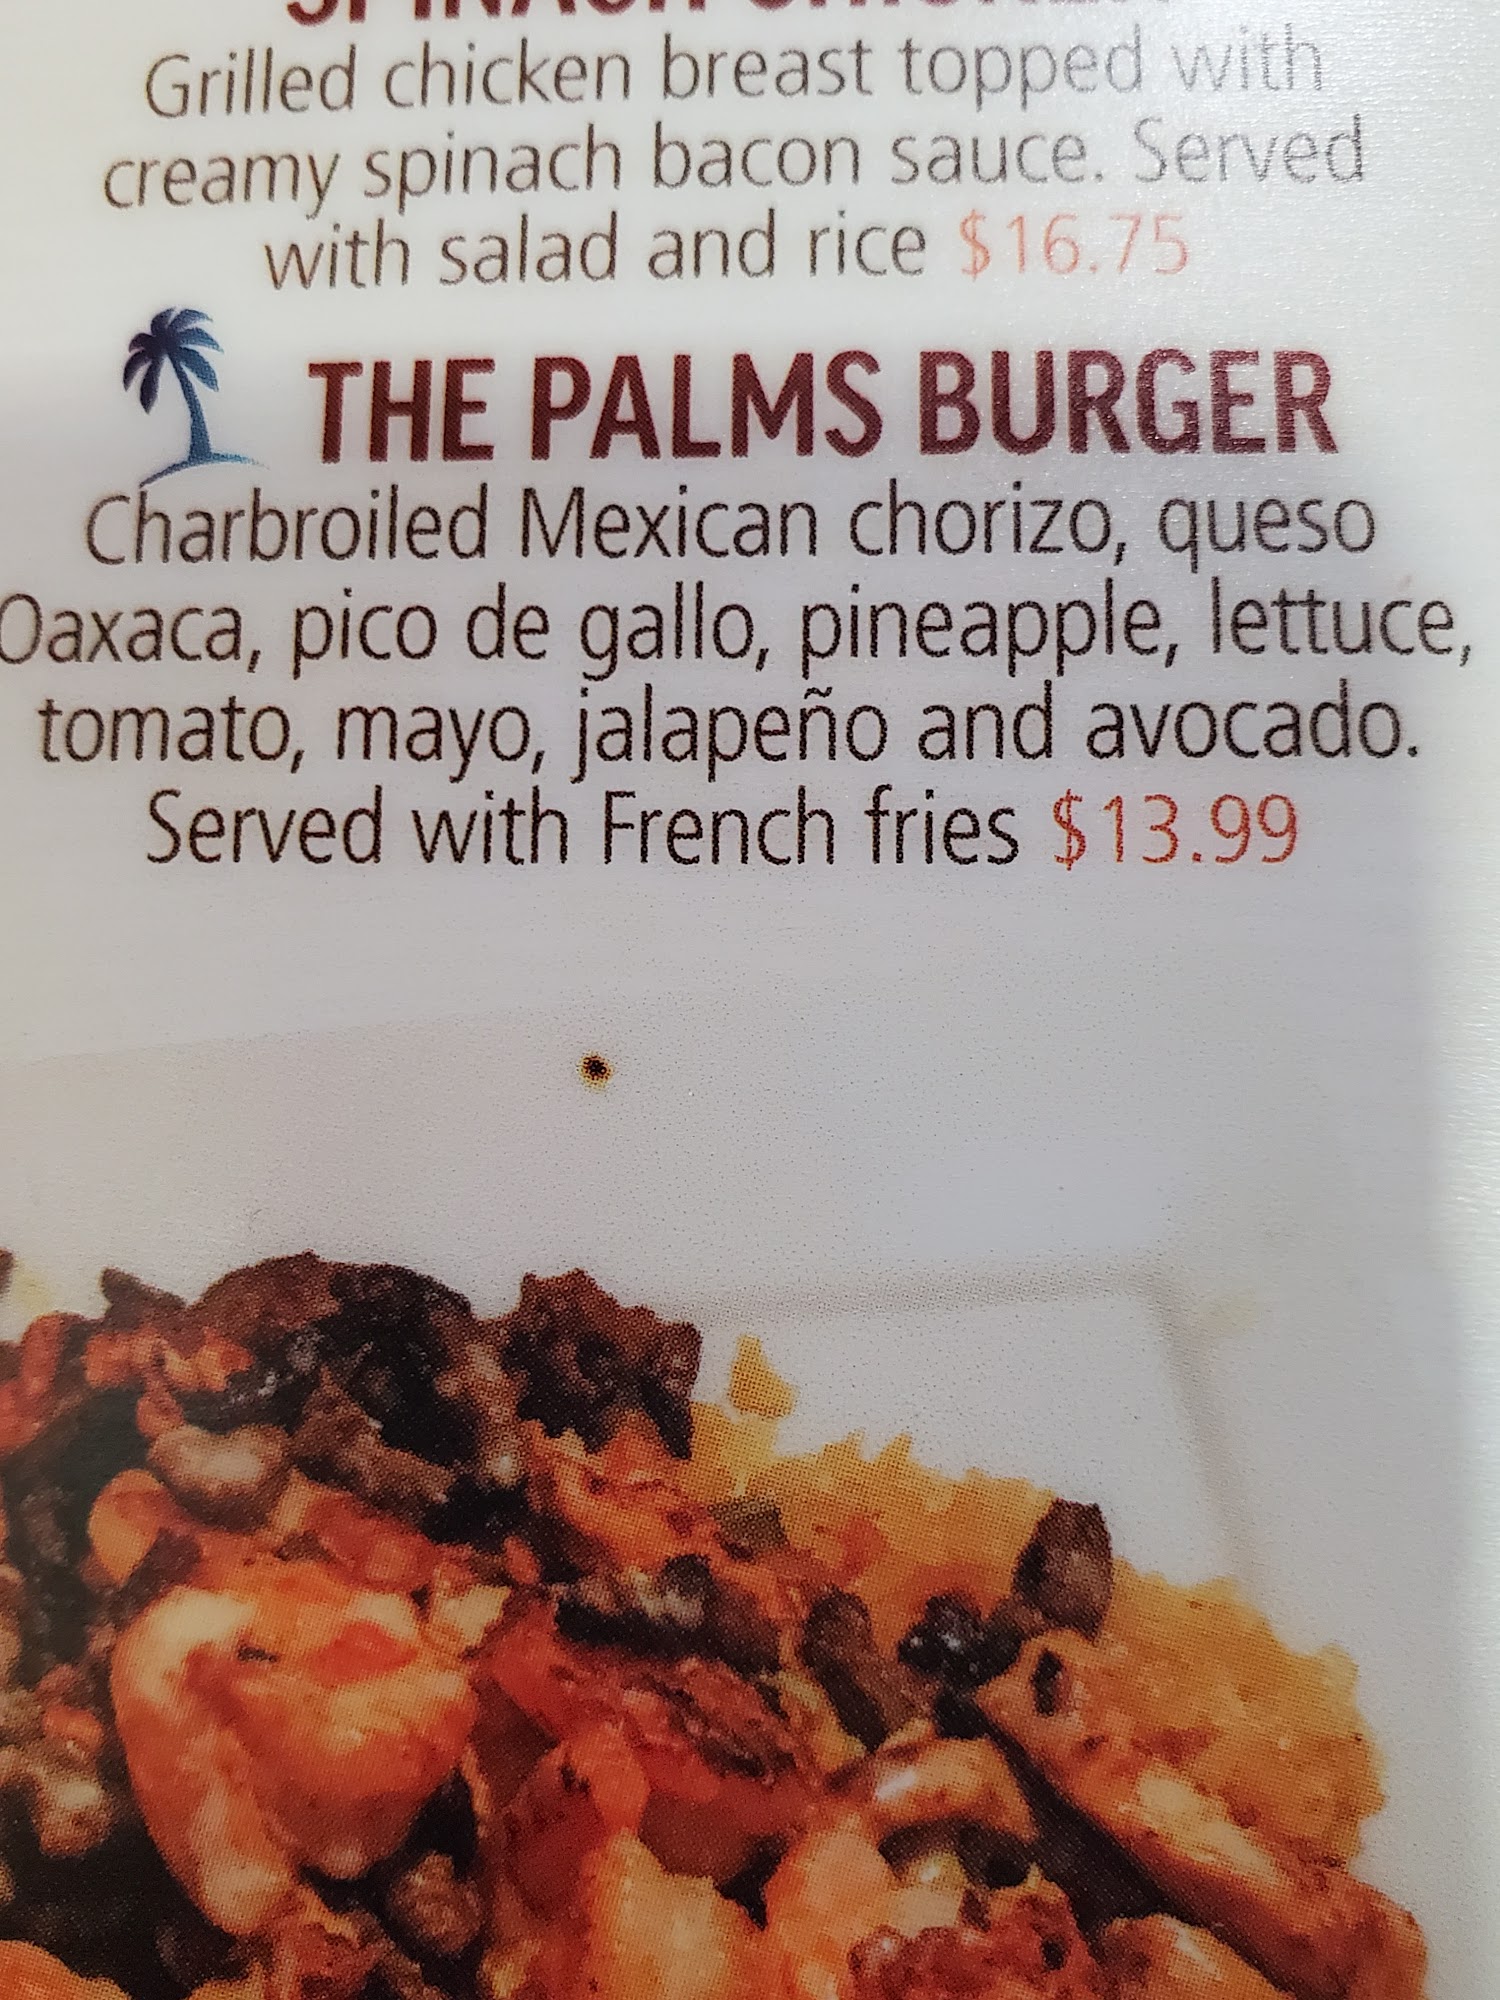 SPINACH CHICKEN
Grilled chicken breast topped with
creamy spinach bacon sauce. Served
with salad and rice $16.75
THE PALMS BURGER
Charbroiled Mexican chorizo, queso
Oaxaca, pico de gallo, pineapple, lettuce,
tomato, mayo, jalapeño and avocado.
Served with French fries $13.99